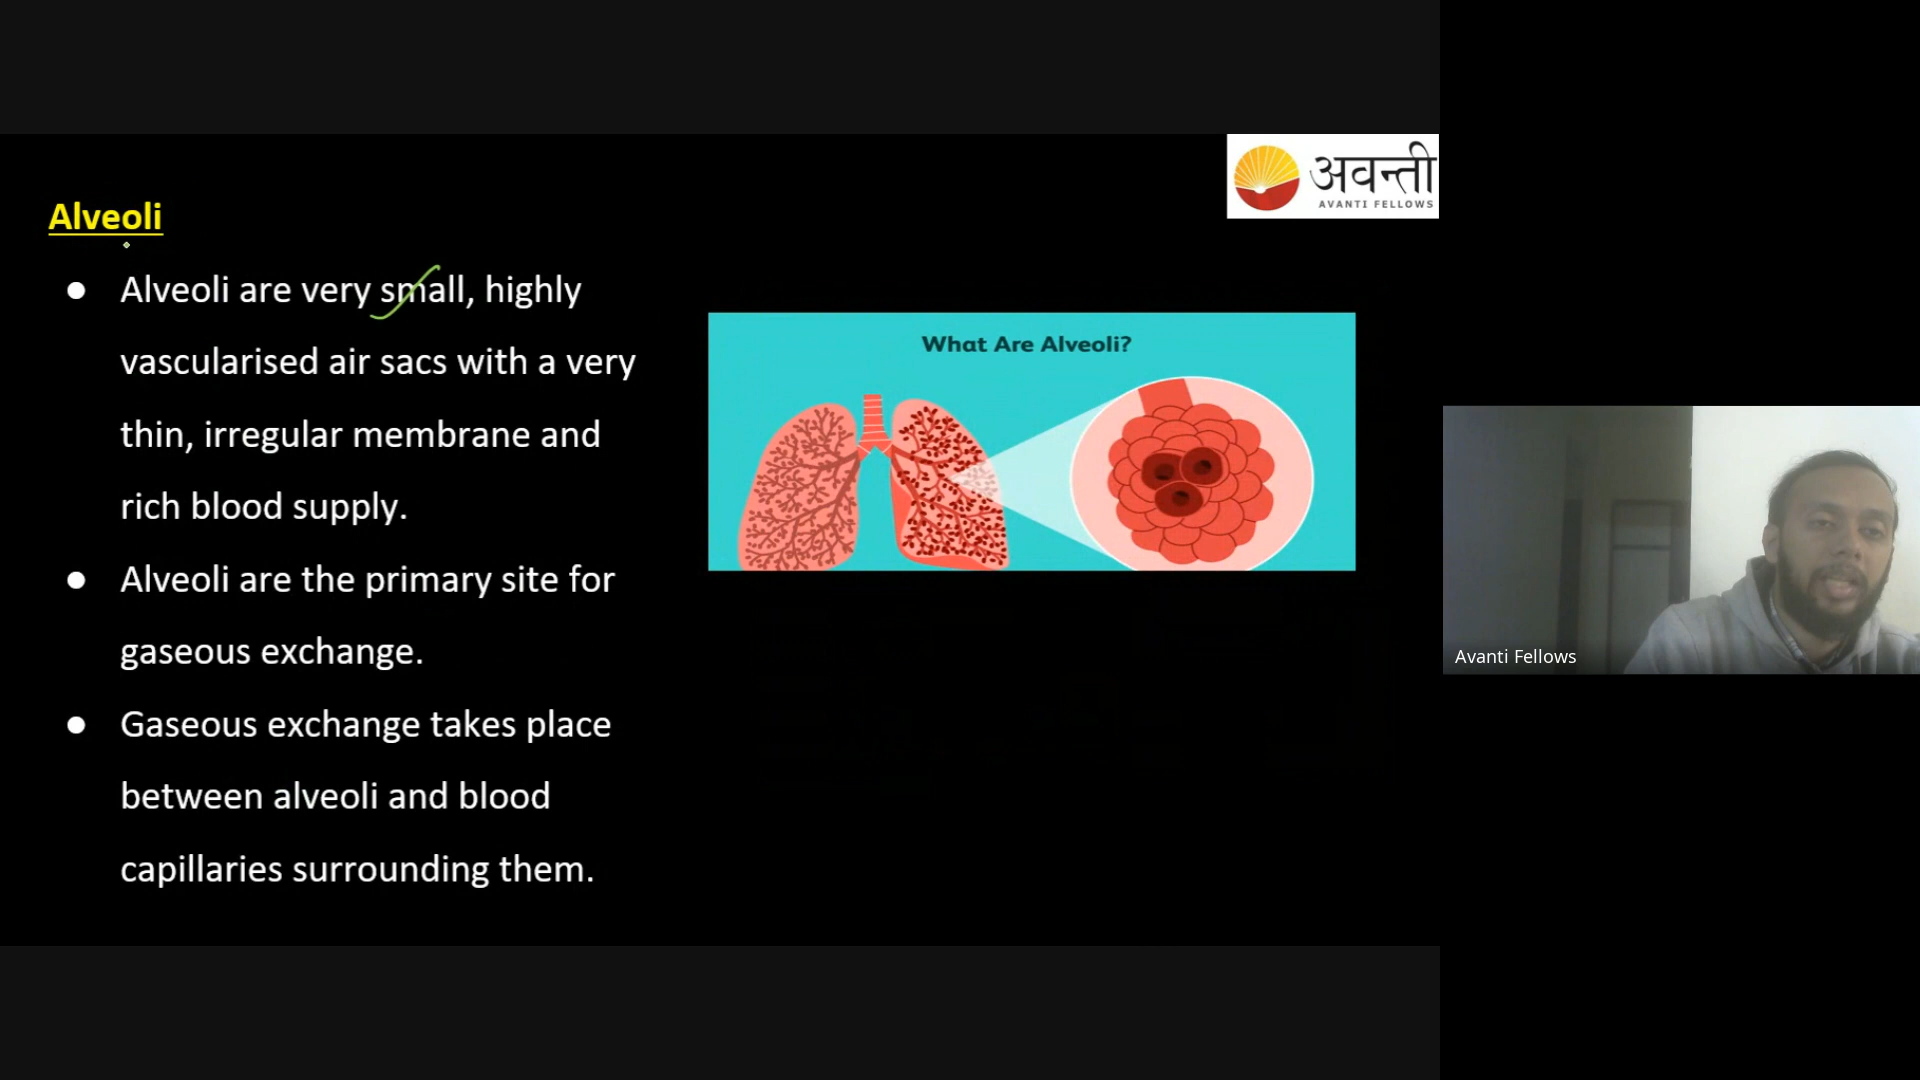 अवन्ती
AVANTI FELLOWS
Alveoli
● Alveoli are very small, highly
vascularised air sacs with a very
thin, irregular membrane and
rich blood supply.
● Alveoli are the primary site for
gaseous exchange.
● Gaseous exchange takes place
between alveoli and blood
capillaries surrounding them.
What Are Alveoli?
Avanti Fellows